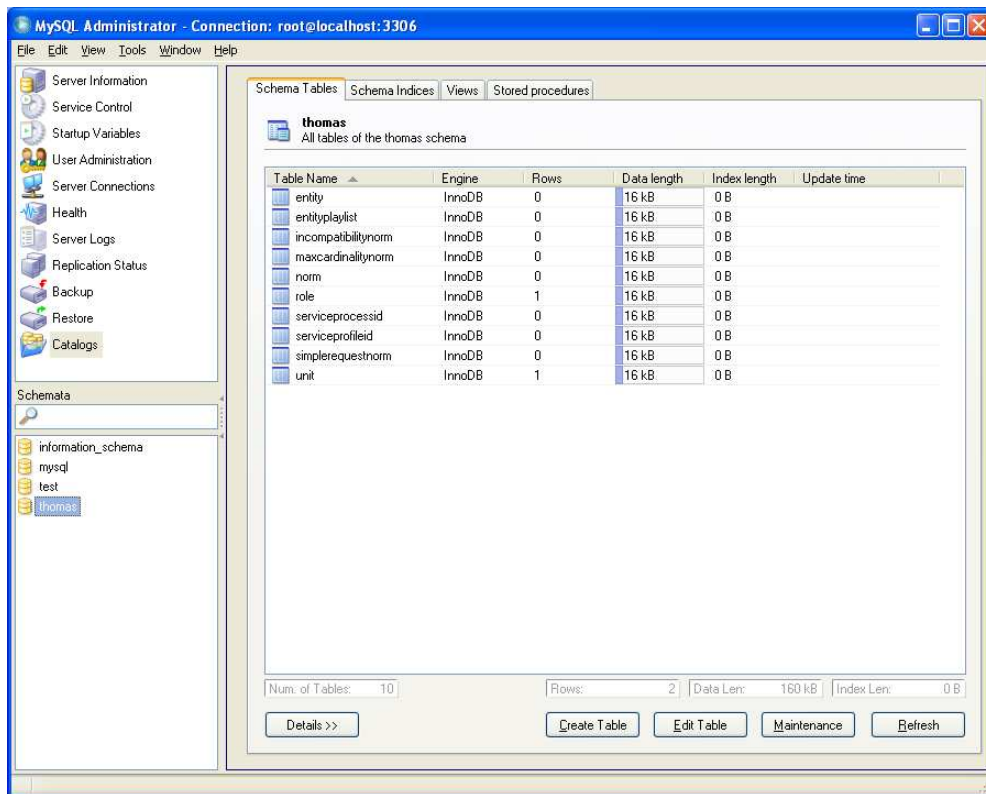 MySQL Administrator - Connection: root@localhost:3306
File Edit View Tools Window Help
Server Information
Service Control
Startup Variables
User Administration
Server Connections
Health
Server Logs
Replication Status
Backup
Restore
Catalogs
Schemata
information_schema
mysql
test
thomas
Schema Tables Schema Indices Views Stored procedures
thomas
All tables of the thomas schema
Table Name Engine Rows Data length Index length Update time
entity InnoDB 0 16 kB 0 B
entityplaylist InnoDB 0 16 kB 0 B
incompatibilitynorm InnoDB 0 16 kB 0 B
maxcardinalitynorm InnoDB 0 16 kB 0 B
norm InnoDB 0 16 kB 0 B
role InnoDB 1 16 kB 0 B
serviceprocessid InnoDB 0 16 kB 0 B
serviceprofileid InnoDB 0 16 kB 0 B
simplerequestnorm InnoDB 0 16 kB 0 B
unit InnoDB 1 16 kB 0 B
Num. of Tables: 10 Rows: 2 Data Len: 160 kB Index Len: 0 B
Details >> Create Table Edit Table Maintenance Refresh